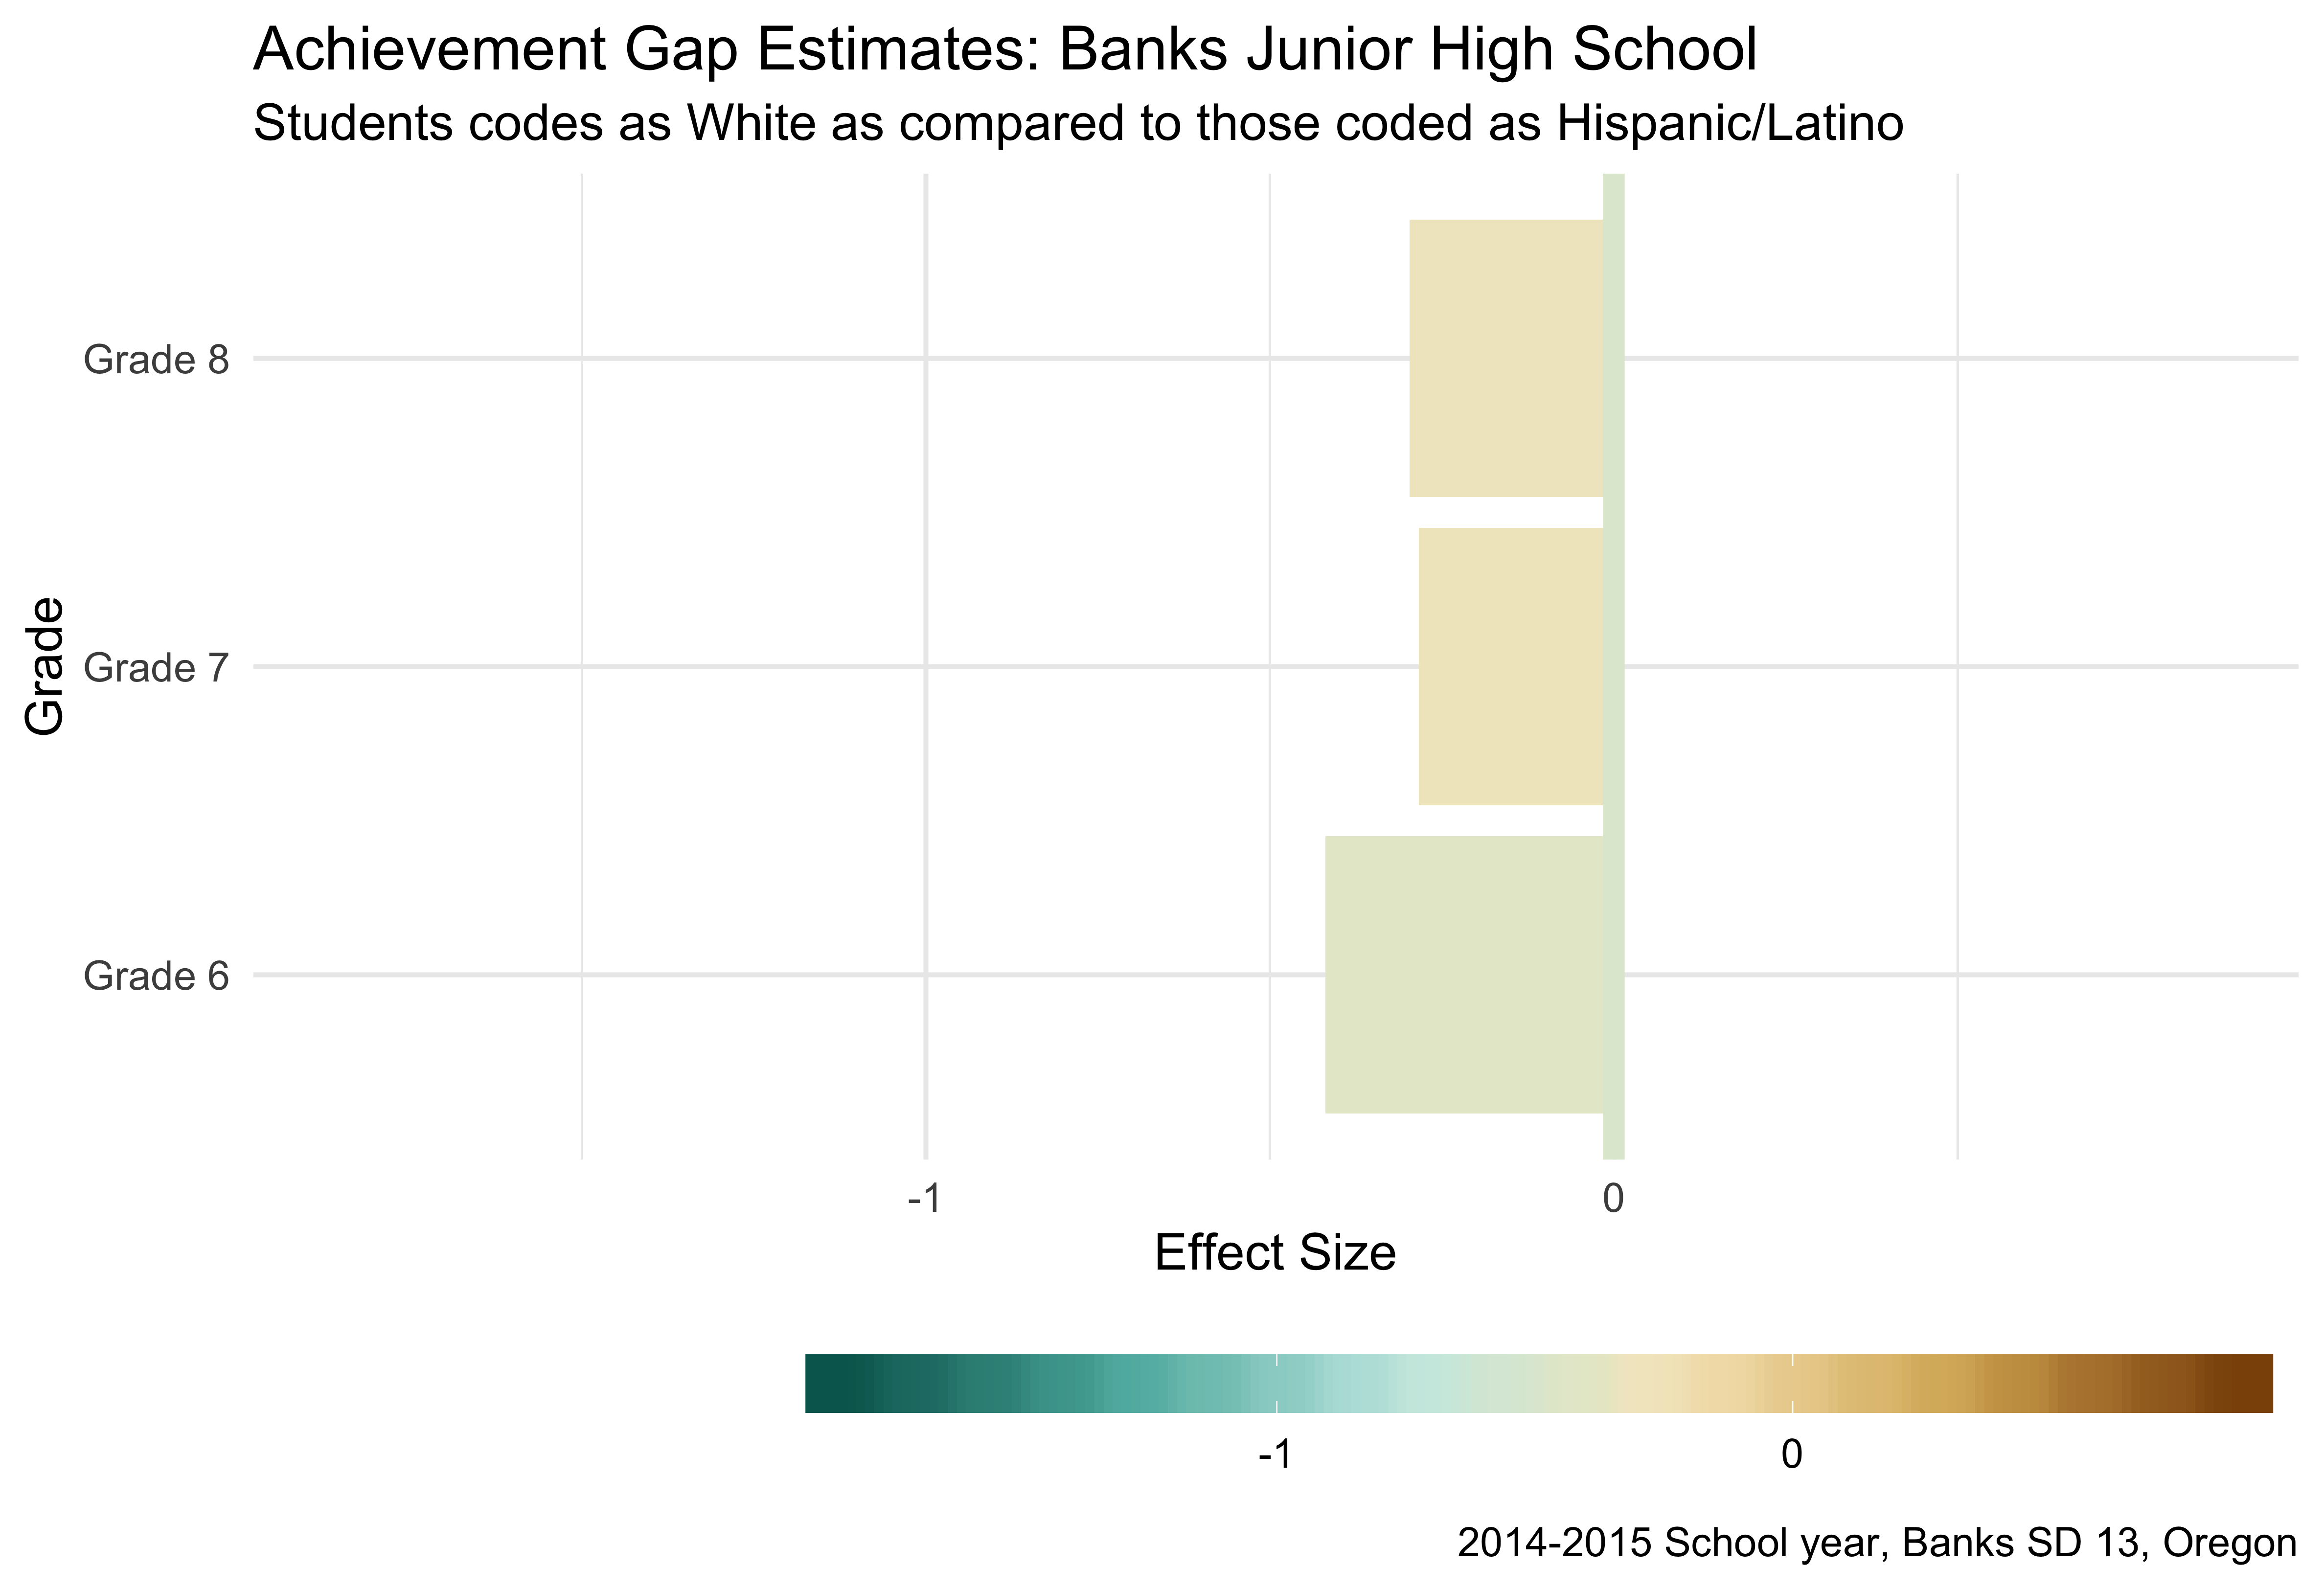 Achievement Gap Estimates: Banks Junior High School
Students codes as White as compared to those coded as Hispanic/Latino
Grade
Grade 8
Grade 7
Grade 6
-1 0
Effect Size
-1 0
2014-2015 School year, Banks SD 13, Oregon